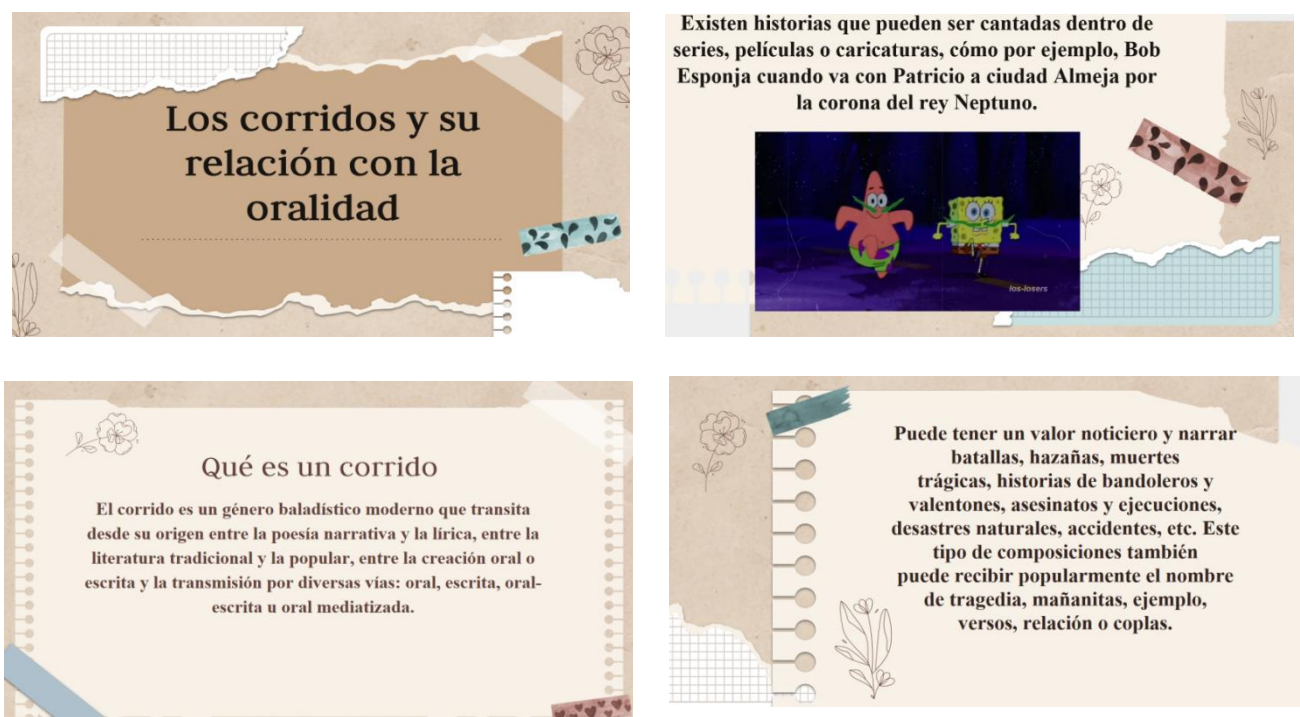 Los corridos y su
relación con la
oralidad
Existen historias que pueden ser cantadas dentro de
series, películas o caricaturas, cómo por ejemplo, Bob
Esponja cuando va con Patricio a ciudad Almeja por
la corona del rey Neptuno.
los-losers
Qué es un corrido
El corrido es un género baladístico moderno que transita
desde su origen entre la poesía narrativa y la lírica, entre la
literatura tradicional y la popular, entre la creación oral o
escrita y la transmisión por diversas vías: oral, escrita, oral-
escrita u oral mediatizada.
Puede tener un valor noticiero y narrar
batallas, hazañas, muertes
trágicas, historias de bandoleros y
valentones, asesinatos y ejecuciones,
desastres naturales, accidentes, etc. Este
tipo de composiciones también
puede recibir popularmente el nombre
de tragedia, mañanitas, ejemplo,
versos, relación o coplas.